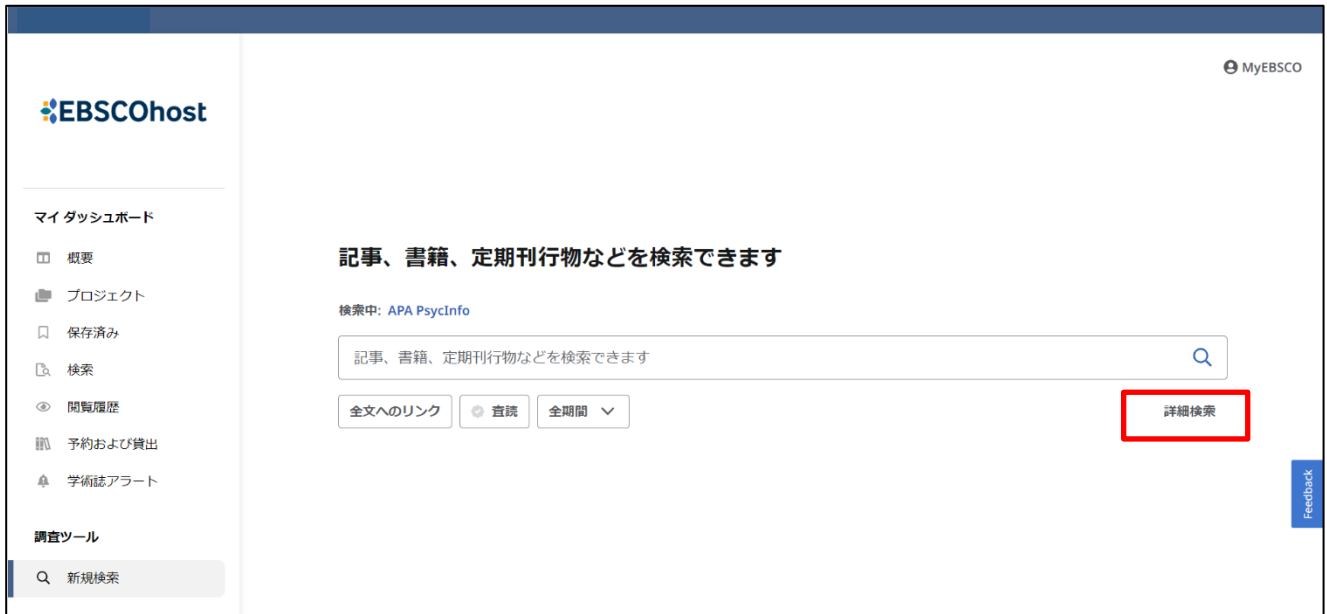 MyEBSCO
EBSCOhost
マイ ダッシュボード
概要
プロジェクト
保存済み
検索
閲覧履歴
予約および貸出
学術誌アラート
調査ツール
新規検索
記事、書籍、定期刊行物などを検索できます
検索中: APA PsycInfo
記事、書籍、定期刊行物などを検索できます
全文へのリンク 査読 全期間
詳細検索
Feedback